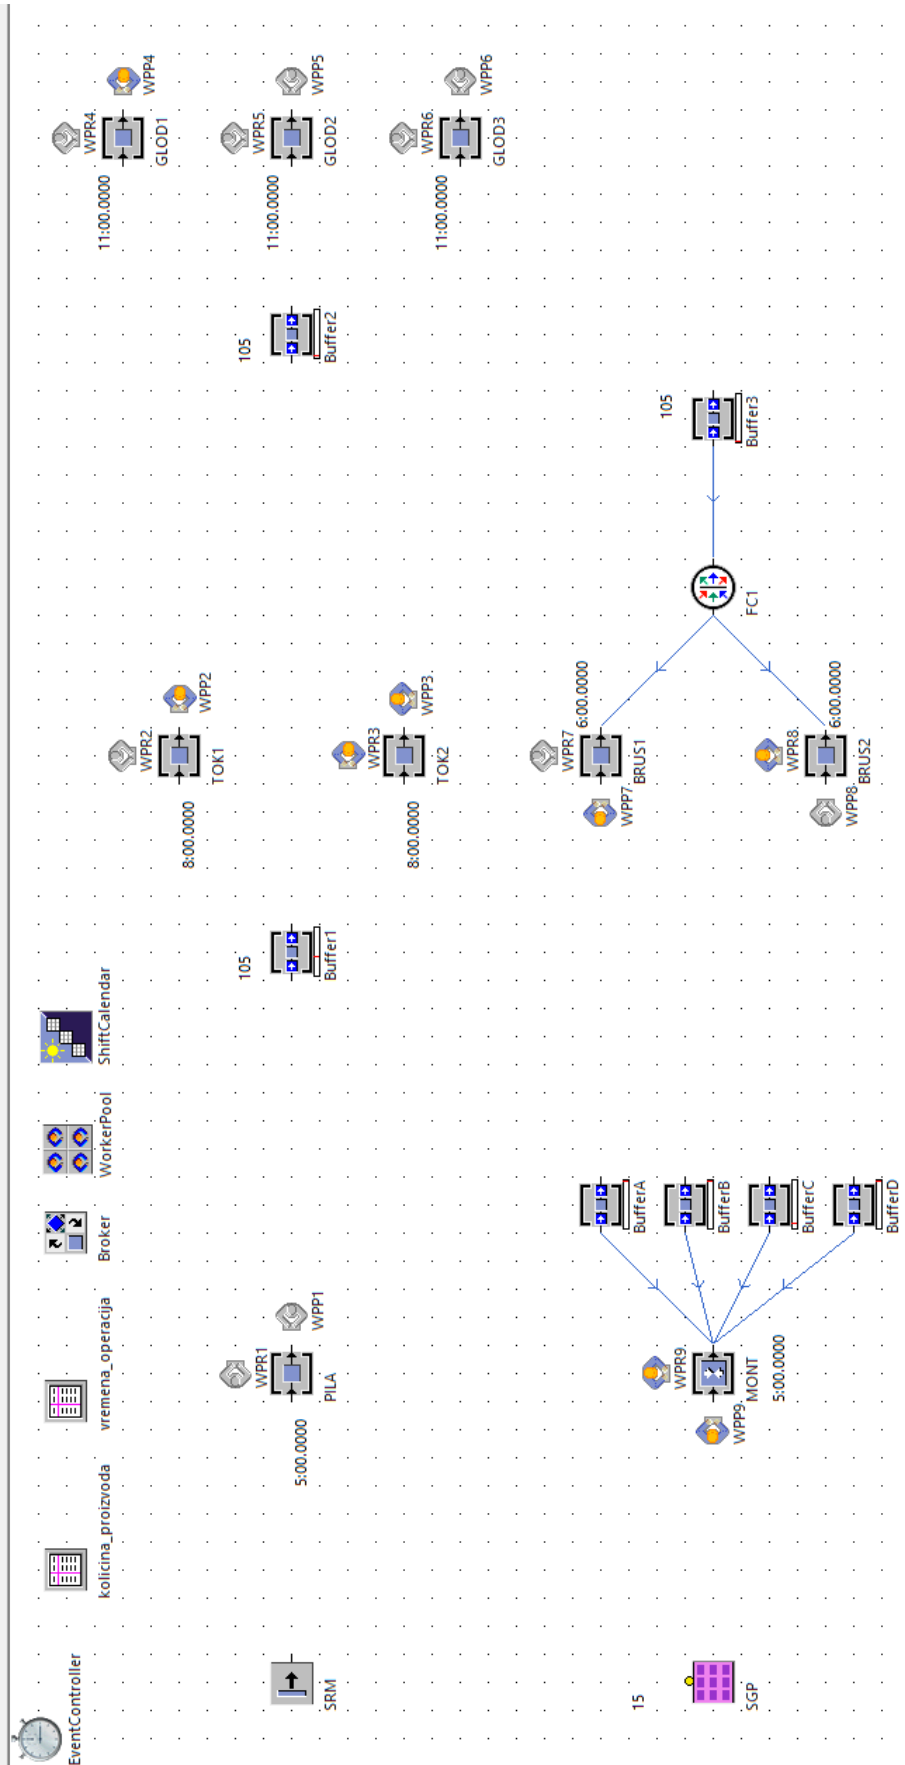 EventController
kolicina_proizvoda
vremena_operacija
Broker
WorkerPool
ShiftCalendar
WPR4
WPP4
11:00.0000
GLOD1
WPR2
WPP2
8:00.0000
TOK1
WPR1
WPP1
5:00.0000
PILA
SRM
105
Buffer1
105
Buffer2
WPR5
WPP5
11:00.0000
GLOD2
WPR3
WPP3
8:00.0000
TOK2
WPR6
WPP6
11:00.0000
GLOD3
WPR7
6:00.0000
WPP7
BRUS1
105
Buffer3
FC1
WPR8
6:00.0000
WPP8
BRUS2
BufferA
BufferB
BufferC
BufferD
WPR9
WPP9
MONT
5:00.0000
15
SGP